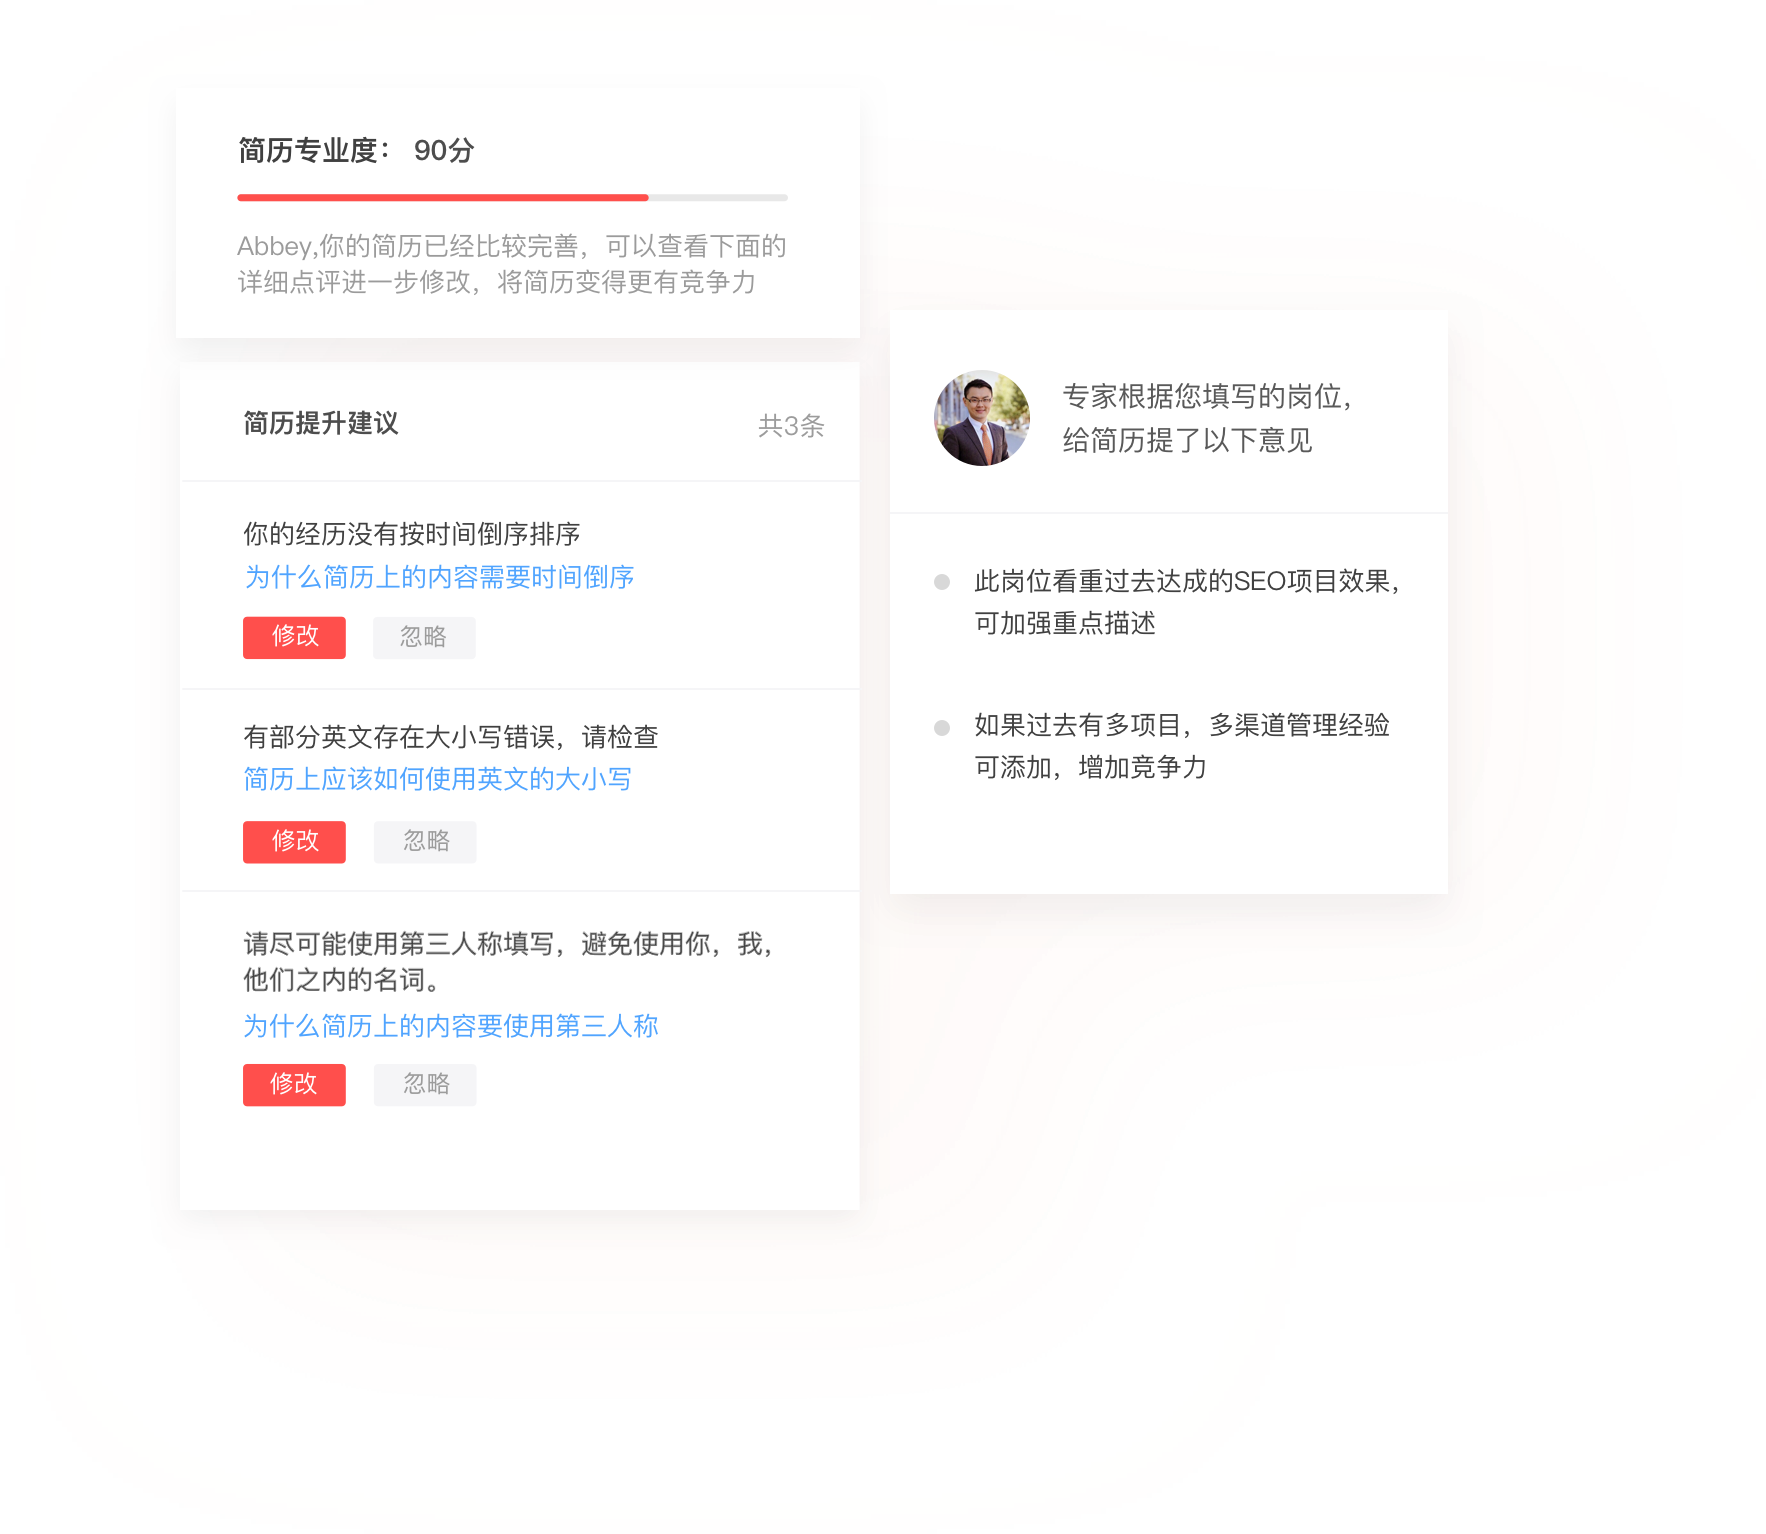 简历专业度： 90分
Abbey,你的简历已经比较完善，可以查看下面的
详细点评进一步修改，将简历变得更有竞争力
简历提升建议
共3条
你的经历没有按时间倒序排序
为什么简历上的内容需要时间倒序
修改
忽略
有部分英文存在大小写错误，请检查
简历上应该如何使用英文的大小写
修改
忽略
请尽可能使用第三人称填写，避免使用你，我，
他们之内的名词。
为什么简历上的内容要使用第三人称
修改
忽略
专家根据您填写的岗位，
给简历提了以下意见
此岗位看重过去达成的SEO项目效果，
可加强重点描述
如果过去有多项目，多渠道管理经验
可添加，增加竞争力